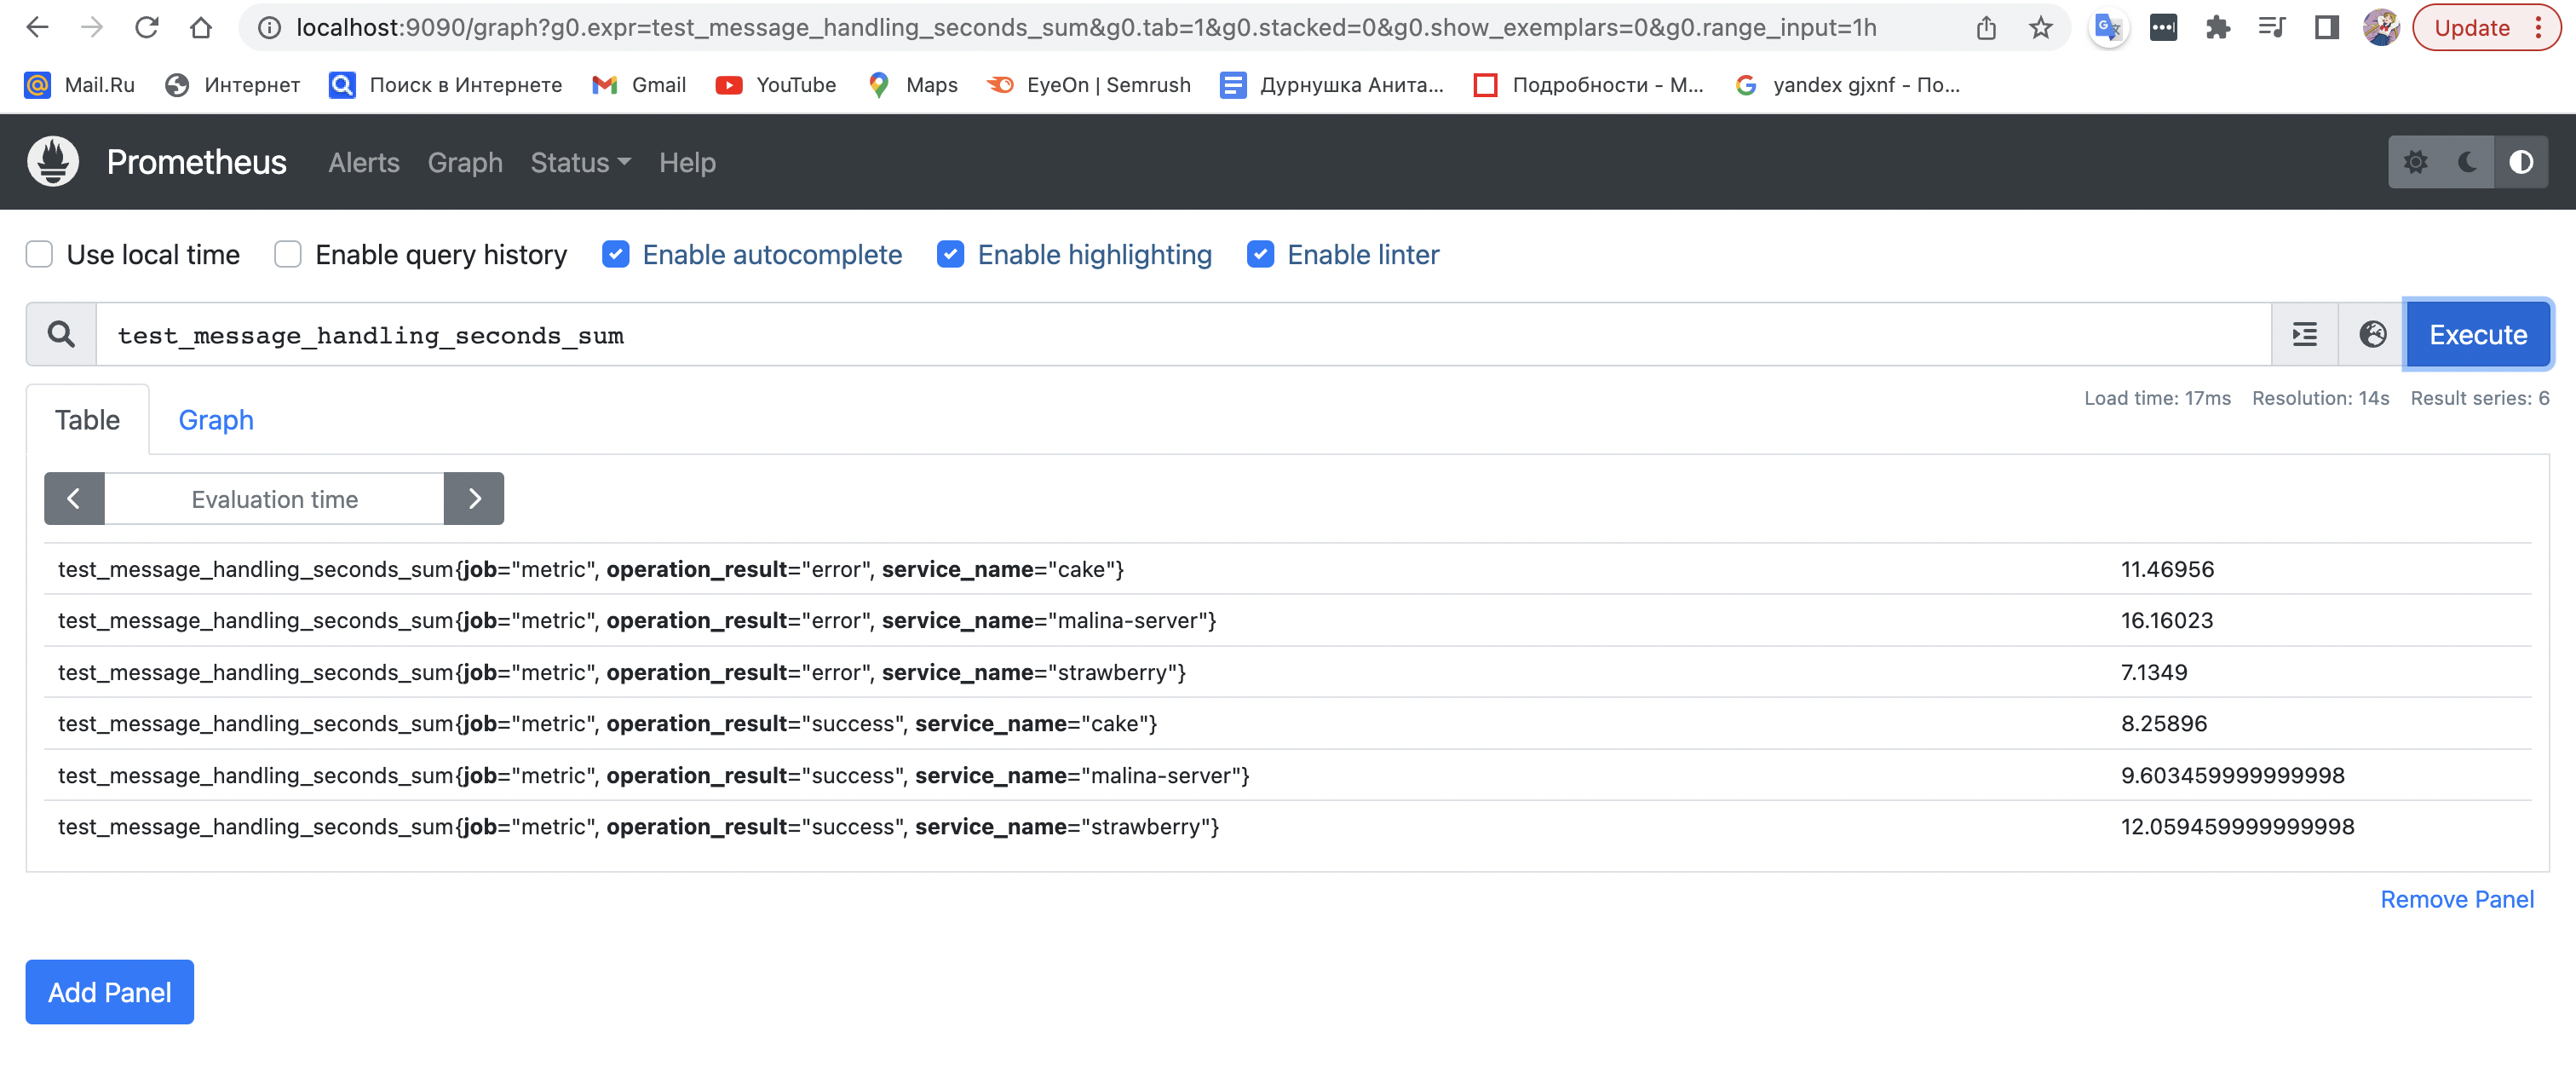 localhost:9090/graph?g0.expr=test_message_handling_seconds_sum&g0.tab=1&g0.stacked=0&g0.show_exemplars=0&g0.range_input=1h Update
Mail.Ru Интернет Поиск в Интернете Gmail YouTube Maps EyeOn | Semrush Дурнушка Анита... Подробности - М... yandex gjxnf - По...
Prometheus Alerts Graph Status Help
Use local time Enable query history Enable autocomplete Enable highlighting Enable linter
test_message_handling_seconds_sum Execute
Table Graph Load time: 17ms Resolution: 14s Result series: 6
Evaluation time
test_message_handling_seconds_sum{job="metric", operation_result="error", service_name="cake"} 11.46956
test_message_handling_seconds_sum{job="metric", operation_result="error", service_name="malina-server"} 16.16023
test_message_handling_seconds_sum{job="metric", operation_result="error", service_name="strawberry"} 7.1349
test_message_handling_seconds_sum{job="metric", operation_result="success", service_name="cake"} 8.25896
test_message_handling_seconds_sum{job="metric", operation_result="success", service_name="malina-server"} 9.603459999999998
test_message_handling_seconds_sum{job="metric", operation_result="success", service_name="strawberry"} 12.059459999999998
Remove Panel
Add Panel